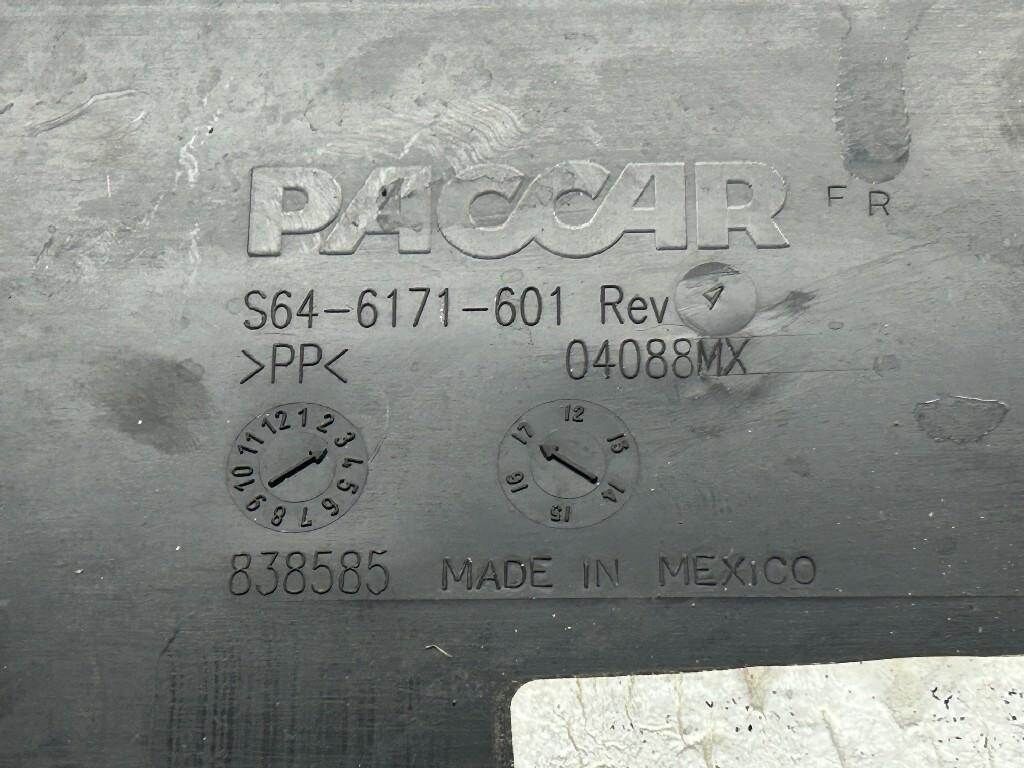 PACCAR FR
S64-6171-601 Rev A
>PP< 04088MX
12 1 2 3 4 5 6 7 8 9 10 11
12 13 14 15 16 17
838585 MADE IN MEXICO